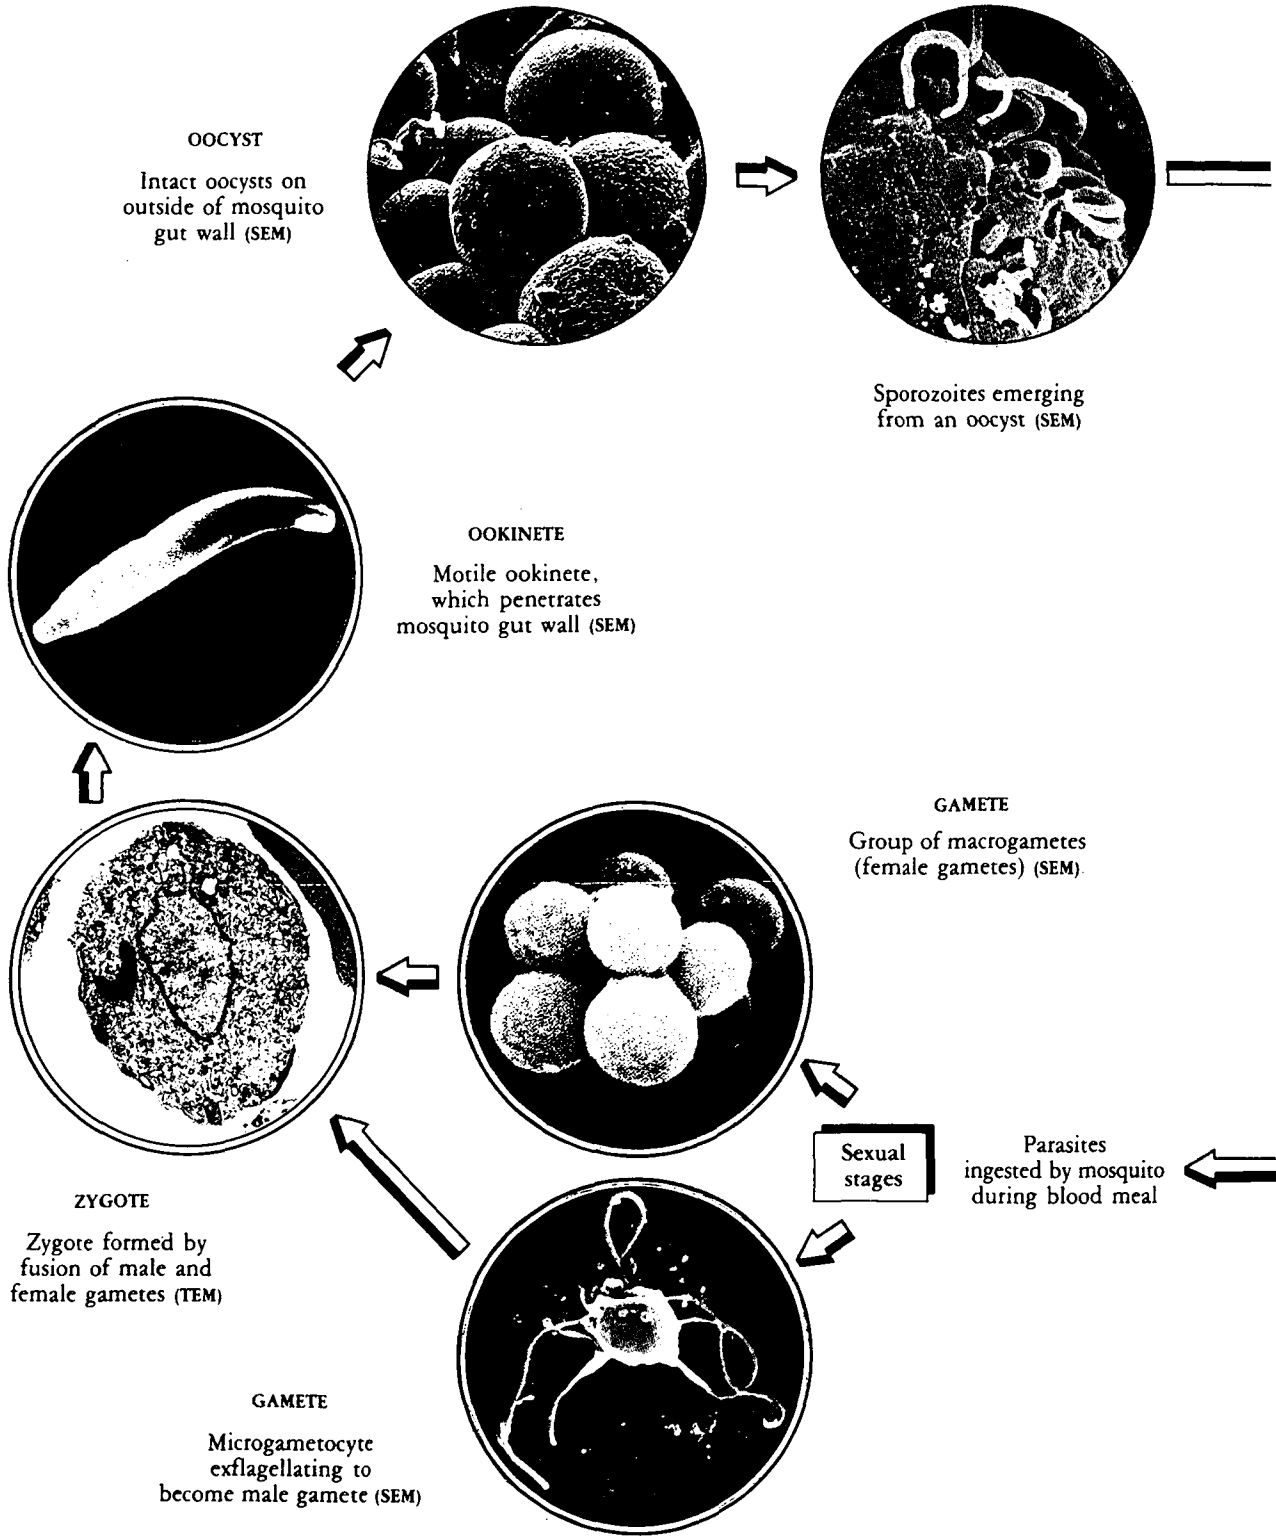 OOCYST
Intact oocysts on
outside of mosquito
gut wall (SEM)
Sporozoites emerging
from an oocyst (SEM)
OOKINETE
Motile ookinete,
which penetrates
mosquito gut wall (SEM)
GAMETE
Group of macrogametes
(female gametes) (SEM)
Sexual
stages
Parasites
ingested by mosquito
during blood meal
ZYGOTE
Zygote formed by
fusion of male and
female gametes (TEM)
GAMETE
Microgametocyte
exflagellating to
become male gamete (SEM)